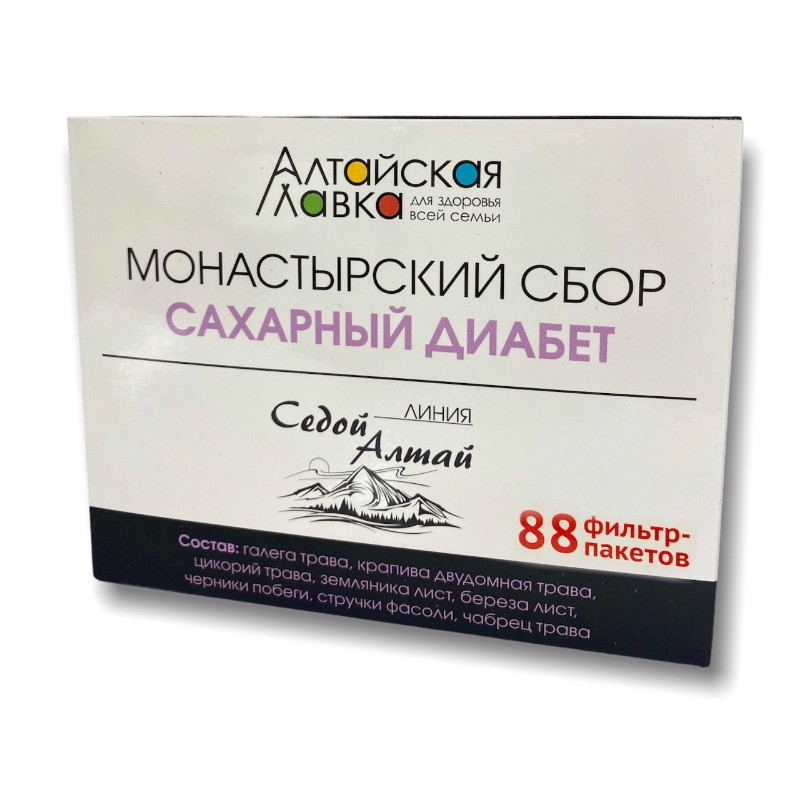 Алтайская
Лавка
для здоровья
всей семьи
МОНАСТЫРСКИЙ СБОР
САХАРНЫЙ ДИАБЕТ
ЛИНИЯ
Седой
Алтай
88 фильтр-
пакетов
Состав: галега трава, крапива двудомная трава,
цикорий трава, земляника лист, береза лист,
черники побеги, стручки фасоли, чабрец трава